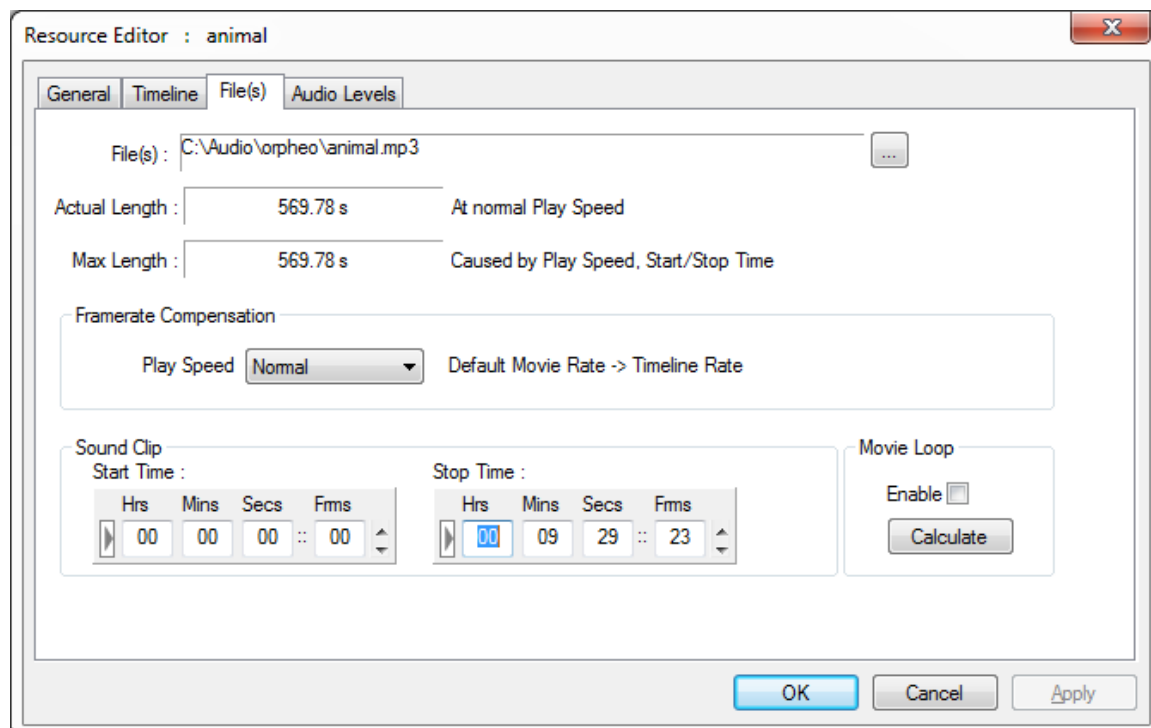 Resource Editor : animal
X
General Timeline File(s) Audio Levels
File(s) : C:\Audio\orpheo\animal.mp3 ...
Actual Length : 569.78 s At normal Play Speed
Max Length : 569.78 s Caused by Play Speed, Start/Stop Time
Framerate Compensation
Play Speed Normal Default Movie Rate -> Timeline Rate
Sound Clip
Start Time :
Hrs Mins Secs Frms
00 00 00 :: 00
Stop Time :
Hrs Mins Secs Frms
00 09 29 :: 23
Movie Loop
Enable
Calculate
OK Cancel Apply